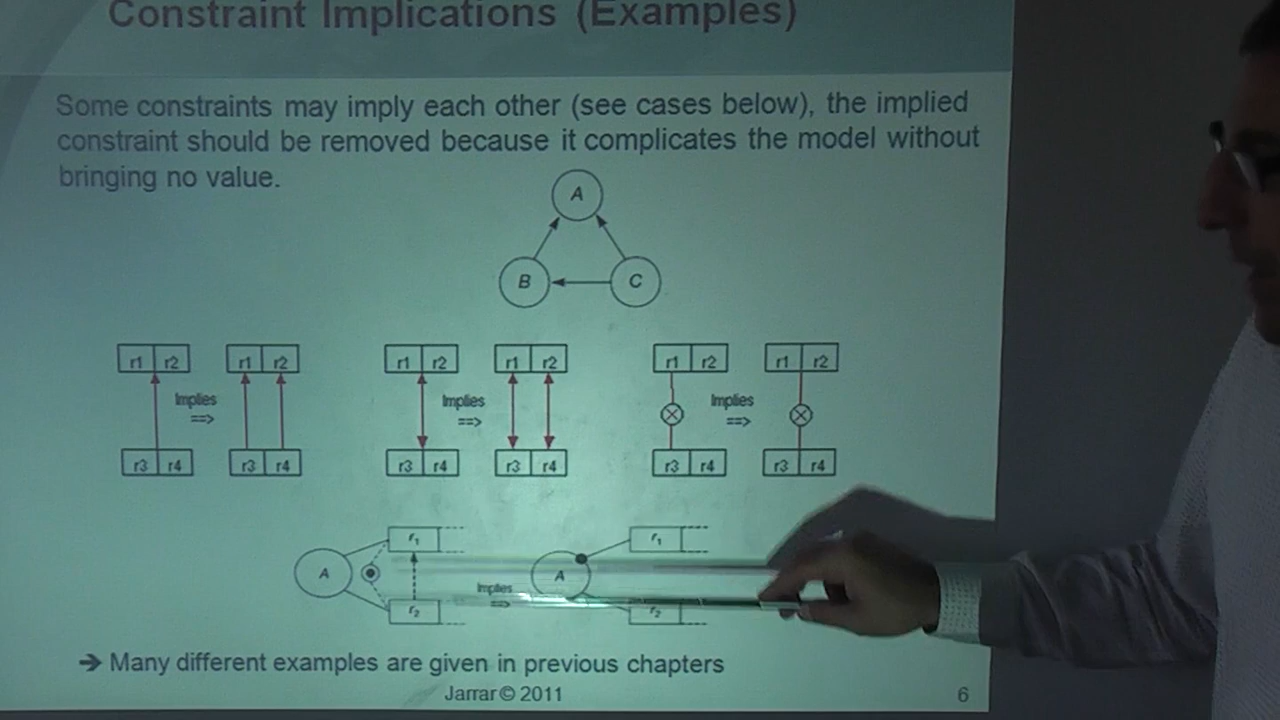 Constraint Implications (Examples)
Some constraints may imply each other (see cases below), the implied
constraint should be removed because it complicates the model without
bringing no value.
A
B C
r1 r2 r1 r2 r1 r2 r1 r2 r1 r2 r1 r2
Implies Implies Implies
==> ==> ==>
r3 r4 r3 r4 r3 r4 r3 r4 r3 r4 r3 r4
r1 r1
A A
Implies
==>
r2 r2
➔ Many different examples are given in previous chapters
Jarrar © 2011 6